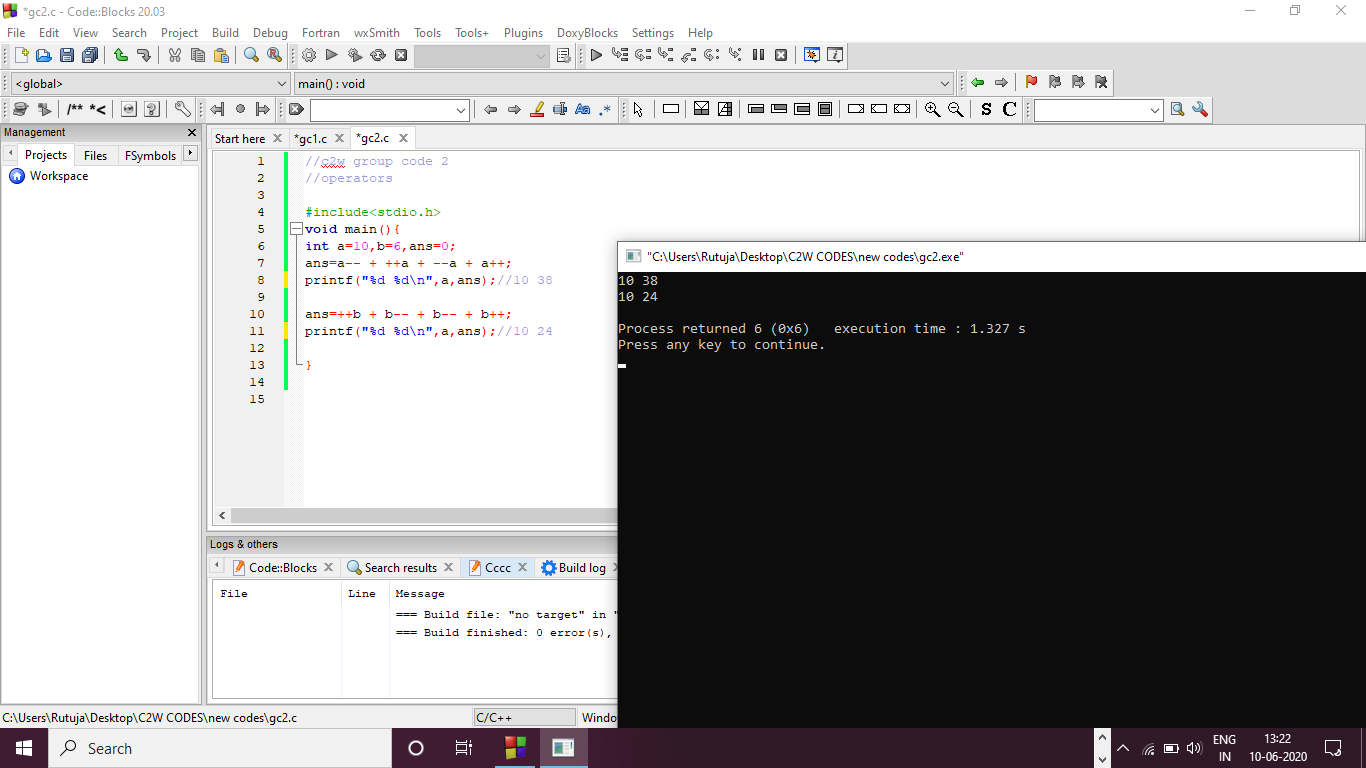 *gc2.c - Code::Blocks 20.03
File Edit View Search Project Build Debug Fortran wxSmith Tools Tools+ Plugins DoxyBlocks Settings Help
<global> main() : void
/** *< Aa .* S C
Management
Projects Files FSymbols
Workspace
Start here *gc1.c *gc2.c
1 //c2w group code 2
2 //operators
3
4 #include<stdio.h>
5 void main(){
6 int a=10,b=6,ans=0;
7 ans=a-- + ++a + --a + a++;
8 printf("%d %d\n",a,ans);//10 38
9
10 ans=++b + b-- + b-- + b++;
11 printf("%d %d\n",a,ans);//10 24
12
13 }
14
15
"C:\Users\Rutuja\Desktop\C2W CODES\new codes\gc2.exe"
10 38
10 24
Process returned 6 (0x6) execution time : 1.327 s
Press any key to continue.
Logs & others
Code::Blocks Search results Cccc Build log
File Line Message
=== Build file: "no target" in "
=== Build finished: 0 error(s),
C:\Users\Rutuja\Desktop\C2W CODES\new codes\gc2.c C/C++ Windo
Search
ENG
IN
13:22
10-06-2020